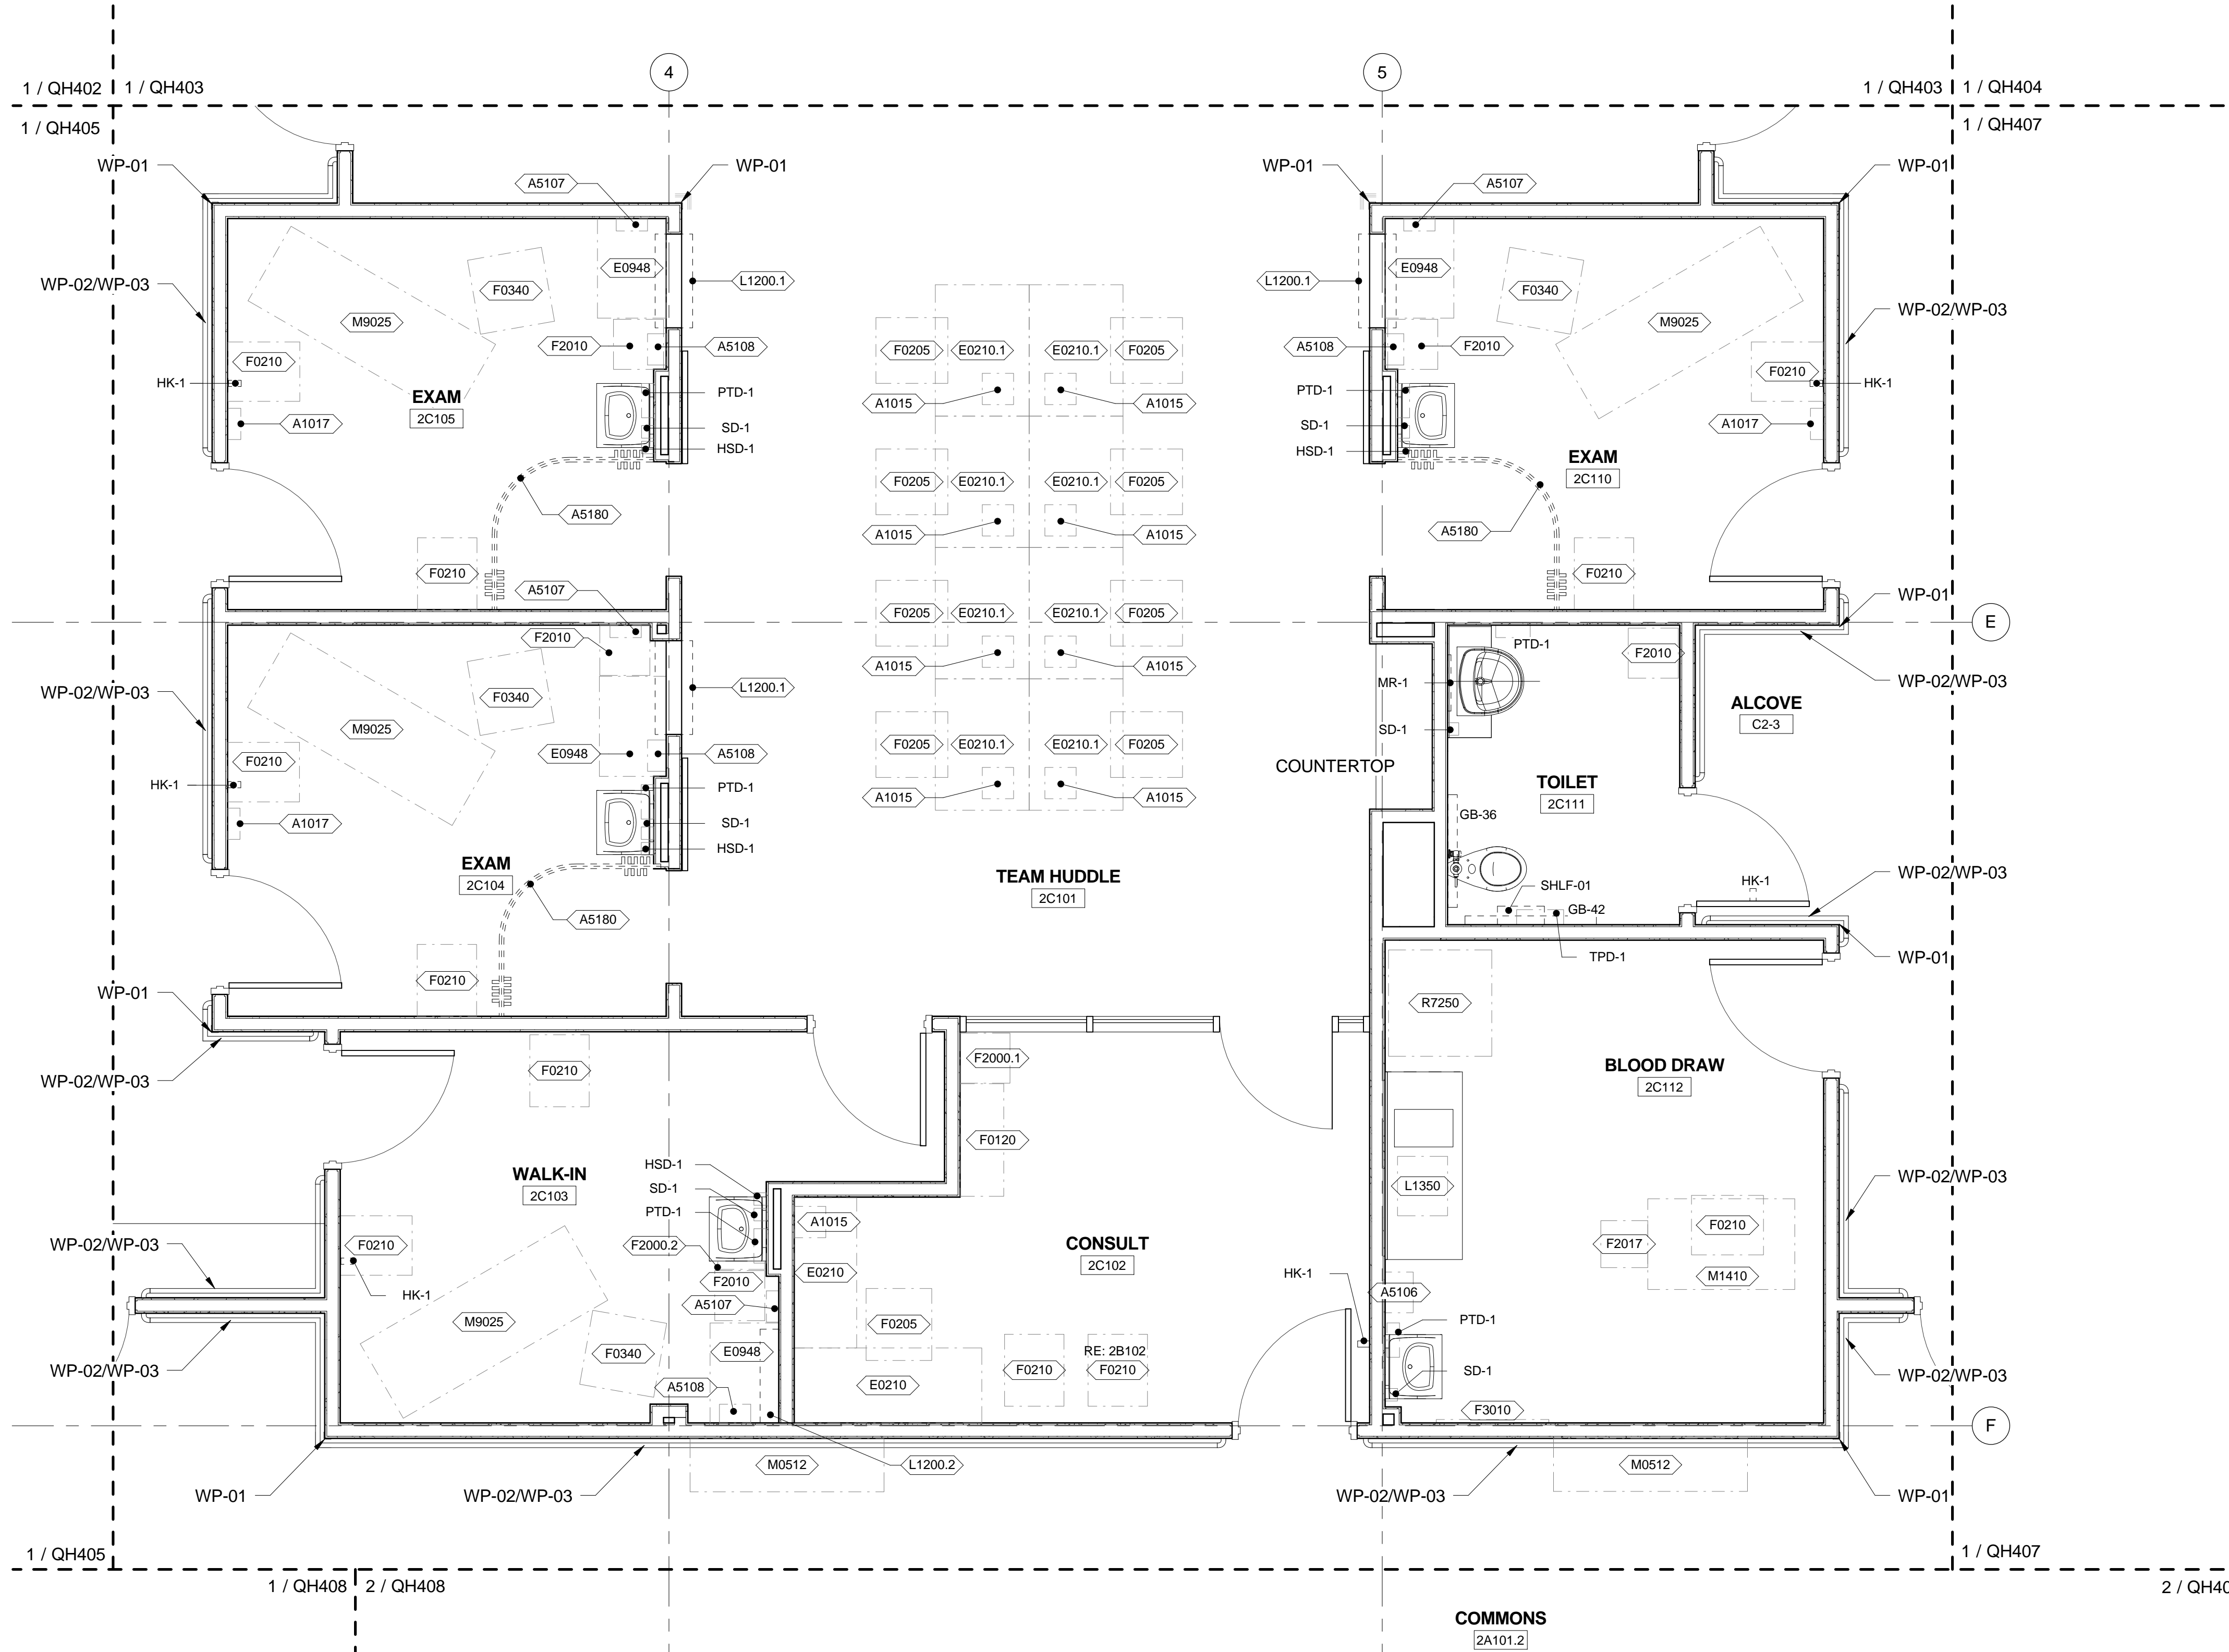 4
5
1 / QH402
1 / QH403
1 / QH403
1 / QH404
1 / QH405
1 / QH407
WP-01
A5107
WP-01
WP-01
A5107
WP-01
WP-02/WP-03
E0948
L1200.1
F0340
M9025
F2010
A5108
F0210
HK-1
EXAM
2C105
PTD-1
A1017
SD-1
HSD-1
A5180
F0210
F0205
E0210.1
E0210.1
F0205
A1015
A1015
F0205
E0210.1
E0210.1
F0205
A1015
A1015
F0205
E0210.1
E0210.1
F0205
A1015
A1015
F0205
E0210.1
E0210.1
F0205
A1015
A1015
L1200.1
E0948
F0340
M9025
WP-02/WP-03
A5108
F2010
F0210
HK-1
PTD-1
A1017
SD-1
HSD-1
EXAM
2C110
A5180
F0210
WP-01
E
A5107
F2010
WP-02/WP-03
F0340
L1200.1
M9025
F0210
E0948
A5108
HK-1
PTD-1
A1017
SD-1
HSD-1
EXAM
2C104
A5180
F0210
WP-01
WP-02/WP-03
TEAM HUDDLE
2C101
COUNTERTOP
PTD-1
F2010
MR-1
SD-1
WP-02/WP-03
ALCOVE
C2-3
TOILET
2C111
GB-36
SHLF-01
GB-42
TPD-1
HK-1
WP-02/WP-03
WP-01
F0210
WALK-IN
2C103
HSD-1
SD-1
PTD-1
F2000.2
F2010
A5107
WP-02/WP-03
F0210
HK-1
M9025
F0340
E0948
A5108
WP-02/WP-03
F2000.1
F0120
A1015
CONSULT
2C102
E0210
F0205
RE: 2B102
F0210
F0210
E0210
HK-1
R7250
BLOOD DRAW
2C112
L1350
WP-02/WP-03
F0210
F2017
M1410
A5106
PTD-1
SD-1
WP-02/WP-03
F3010
F
M0512
L1200.2
M0512
WP-01
WP-02/WP-03
WP-02/WP-03
WP-01
1 / QH405
1 / QH407
1 / QH408
2 / QH408
2 / QH40
COMMONS
2A101.2